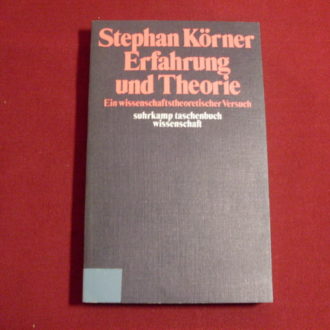 Stephan Körner
Erfahrung
und Theorie
Ein wissenschaftstheoretischer Versuch
suhrkamp taschenbuch
wissenschaft